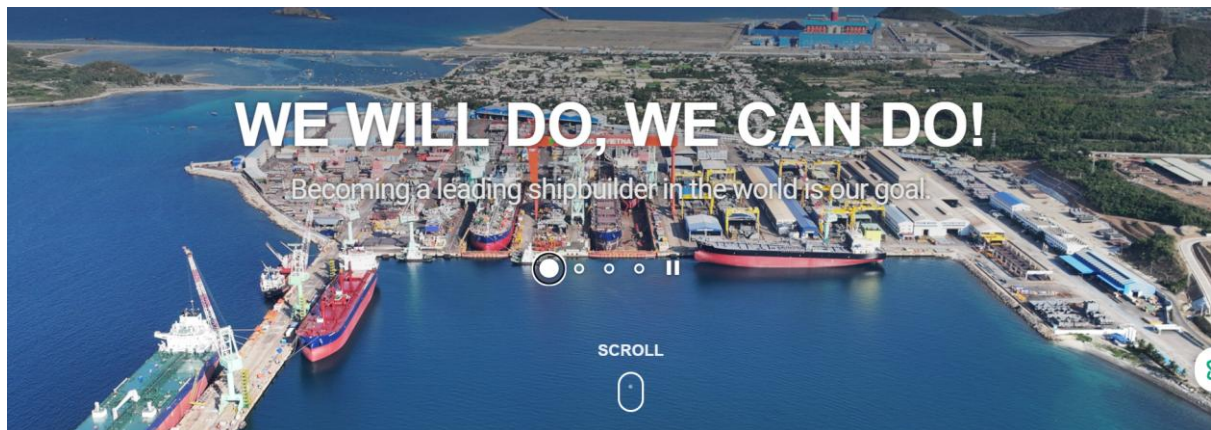 WE WILL DO, WE CAN DO!
Becoming a leading shipbuilder in the world is our goal.
SCROLL